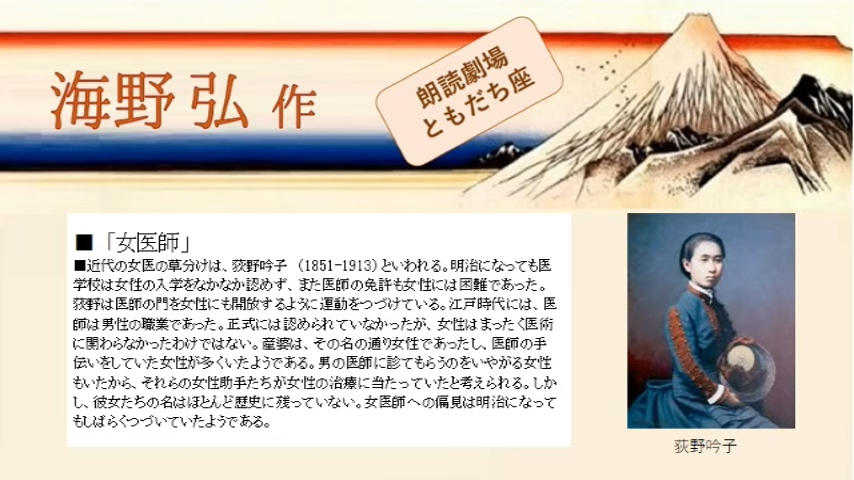 海野弘 作
朗読劇場
ともだち座
■「女医師」
■近代の女医の草分けは、荻野吟子 (1851-1913)といわれる。明治になっても医
学校は女性の入学をなかなか認めず、また医師の免許も女性には困難であった。
荻野は医師の門を女性にも開放するように運動をつづけている。江戸時代には、医
師は男性の職業であった。正式には認められていなかったが、女性はまったく医術
に関わらなかったわけではない。産婆は、その名の通り女性であったし、医師の手
伝いをしていた女性が多くいたようである。男の医師に診てもらうのをいやがる女性
もいたから、それらの女性助手たちが女性の治療に当たっていたと考えられる。しか
し、彼女たちの名はほとんど歴史に残っていない。女医師への偏見は明治になって
もしばらくつづいていたようである。
荻野吟子